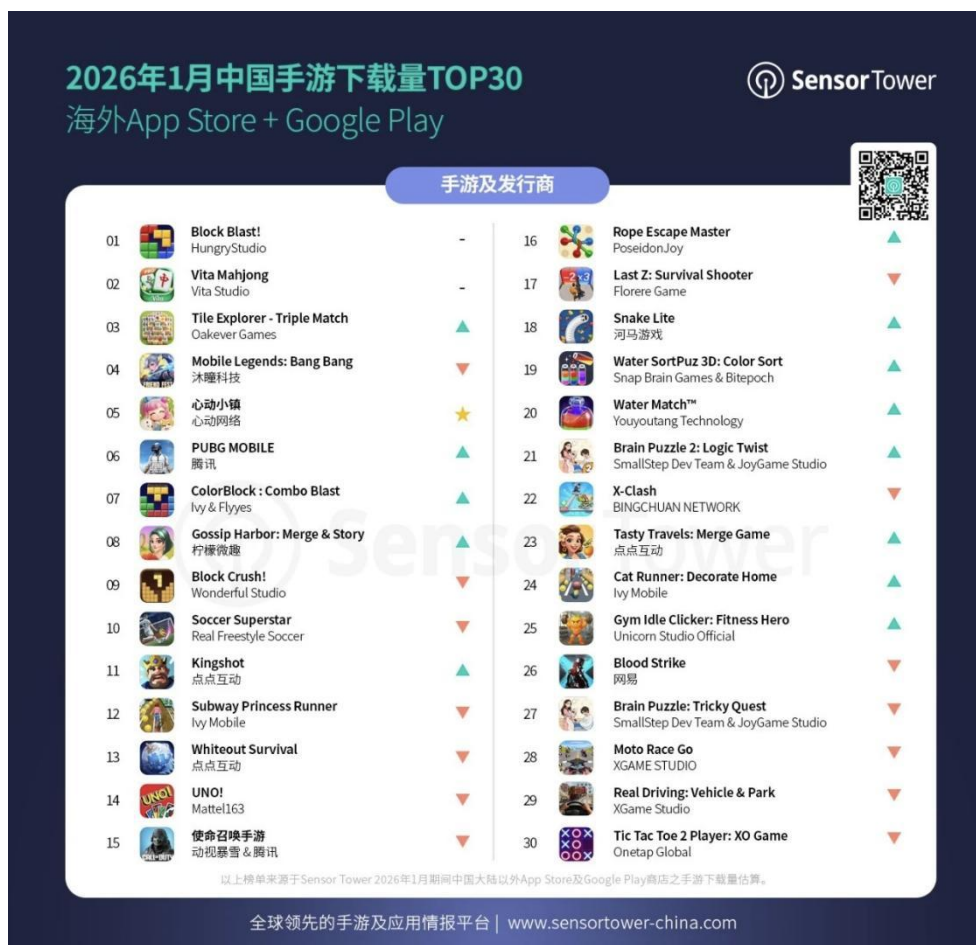 2026年1月中国手游下载量TOP30
SensorTower
海外App Store + Google Play
手游及发行商
01
Block Blast!
HungryStudio
-
02
Vita Mahjong
Vita Studio
-
03
Tile Explorer - Triple Match
Oakever Games
04
Mobile Legends: Bang Bang
沐瞳科技
05
心动小镇
心动网络
06
PUBG MOBILE
腾讯
07
ColorBlock : Combo Blast
Ivy & Flyyes
08
Gossip Harbor: Merge & Story
柠檬微趣
09
Block Crush!
Wonderful Studio
10
Soccer Superstar
Real Freestyle Soccer
11
Kingshot
点点互动
12
Subway Princess Runner
Ivy Mobile
13
Whiteout Survival
点点互动
14
UNO!
Mattel163
15
使命召唤手游
动视暴雪 & 腾讯
16
Rope Escape Master
PoseidonJoy
17
Last Z: Survival Shooter
Florere Game
18
Snake Lite
河马游戏
19
Water SortPuz 3D: Color Sort
Snap Brain Games & Bitepoch
20
Water Match™
Youyoutang Technology
21
Brain Puzzle 2: Logic Twist
SmallStep Dev Team & JoyGame Studio
22
X-Clash
BINGCHUAN NETWORK
23
Tasty Travels: Merge Game
点点互动
24
Cat Runner: Decorate Home
Ivy Mobile
25
Gym Idle Clicker: Fitness Hero
Unicorn Studio Official
26
Blood Strike
网易
27
Brain Puzzle: Tricky Quest
SmallStep Dev Team & JoyGame Studio
28
Moto Race Go
XGAME STUDIO
29
Real Driving: Vehicle & Park
XGame Studio
30
Tic Tac Toe 2 Player: XO Game
Onetap Global
SensorTower
以上榜单来源于Sensor Tower 2026年1月期间中国大陆以外App Store及Google Play商店之手游下载量估算。
全球领先的手游及应用情报平台 | www.sensortower-china.com